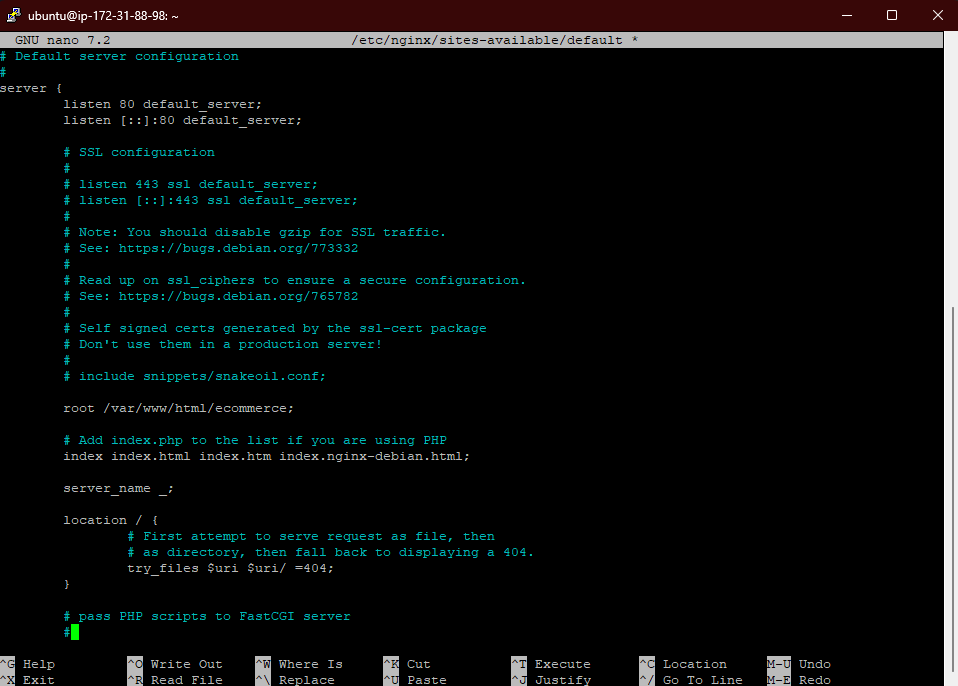 ubuntu@ip-172-31-88-98: ~
GNU nano 7.2 /etc/nginx/sites-available/default *
# Default server configuration
#
server {
listen 80 default_server;
listen [::]:80 default_server;
# SSL configuration
#
# listen 443 ssl default_server;
# listen [::]:443 ssl default_server;
#
# Note: You should disable gzip for SSL traffic.
# See: https://bugs.debian.org/773332
#
# Read up on ssl_ciphers to ensure a secure configuration.
# See: https://bugs.debian.org/765782
#
# Self signed certs generated by the ssl-cert package
# Don't use them in a production server!
#
# include snippets/snakeoil.conf;
root /var/www/html/ecommerce;
# Add index.php to the list if you are using PHP
index index.html index.htm index.nginx-debian.html;
server_name _;
location / {
# First attempt to serve request as file, then
# as directory, then fall back to displaying a 404.
try_files $uri $uri/ =404;
}
# pass PHP scripts to FastCGI server
#
^G Help ^O Write Out ^W Where Is ^K Cut ^T Execute ^C Location M-U Undo
^X Exit ^R Read File ^\ Replace ^U Paste ^J Justify ^/ Go To Line M-E Redo